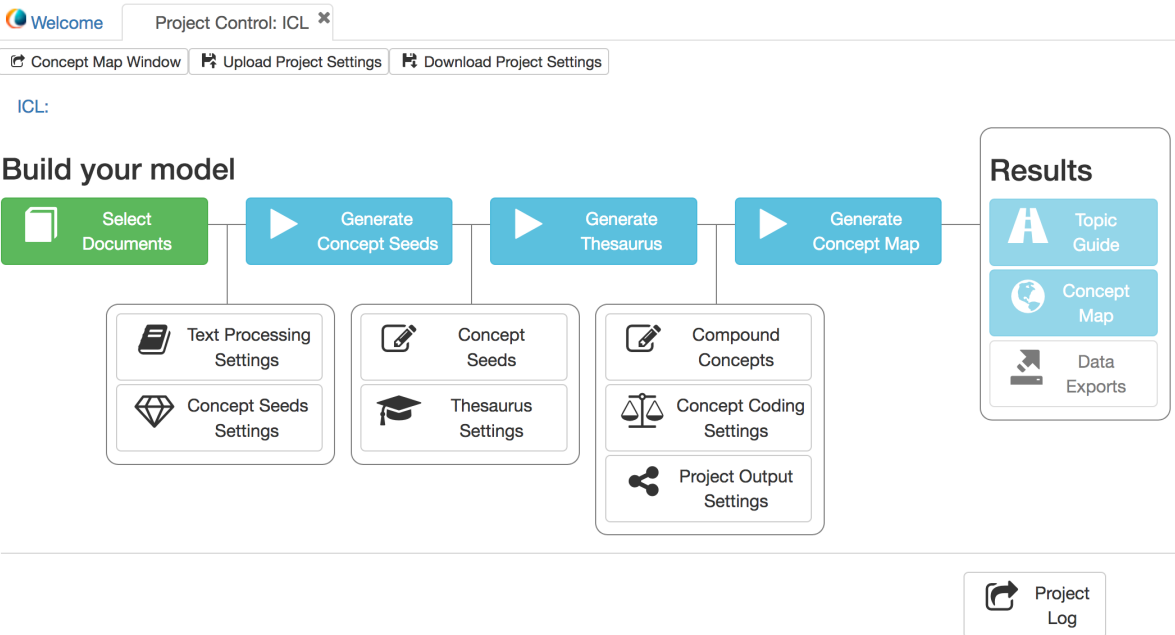 Welcome
Project Control: ICL
Concept Map Window
Upload Project Settings
Download Project Settings
ICL:
Build your model
Results
Select
Documents
Generate
Concept Seeds
Generate
Thesaurus
Generate
Concept Map
Topic
Guide
Concept
Map
Data
Exports
Text Processing
Settings
Concept Seeds
Settings
Concept
Seeds
Thesaurus
Settings
Compound
Concepts
Concept Coding
Settings
Project Output
Settings
Project
Log